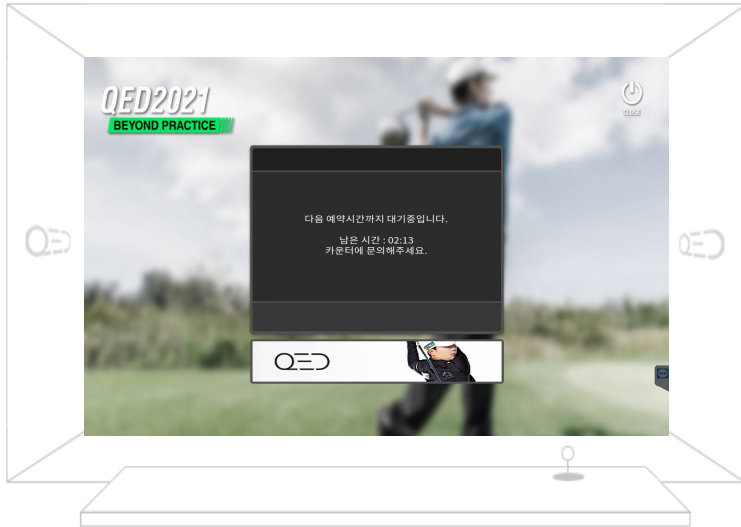 QED2021
BEYOND PRACTICE
CLOSE
다음 예약시간까지 대기중입니다.
남은 시간 : 02:13
카운터에 문의해주세요.
QED